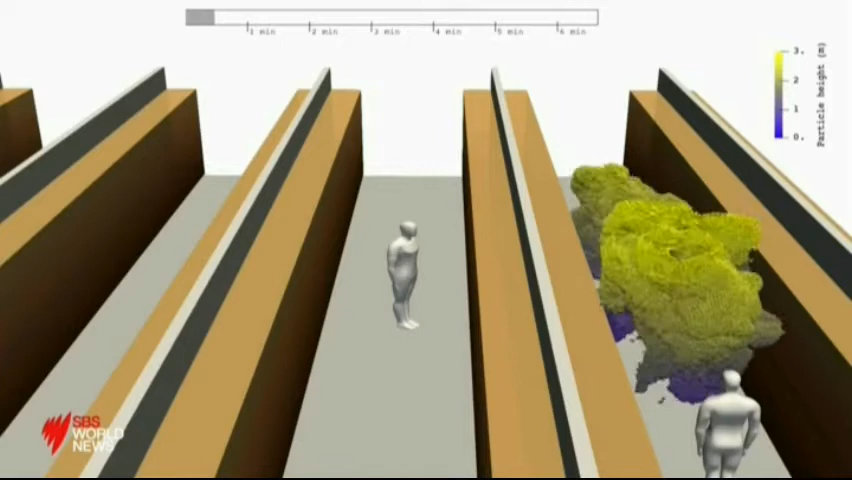 1 min 2 min 3 min 4 min 5 min 6 min
3.
2
1
0.
Particle height (m)
SBS
WORLD
NEWS